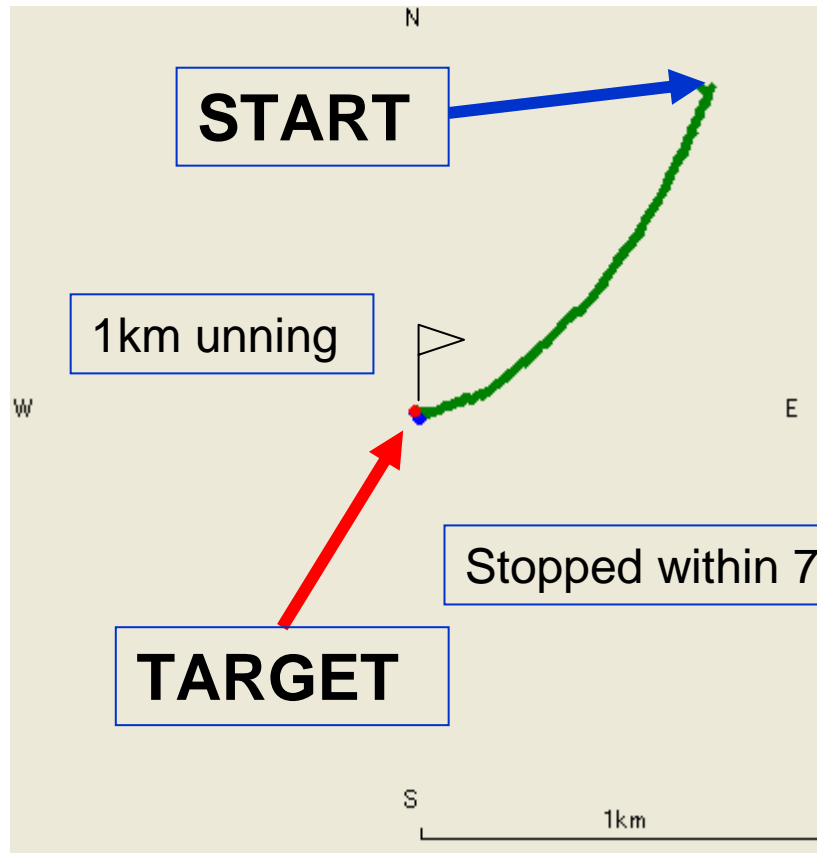 N
START
1km unning
W
E
Stopped within 7
TARGET
S
1km